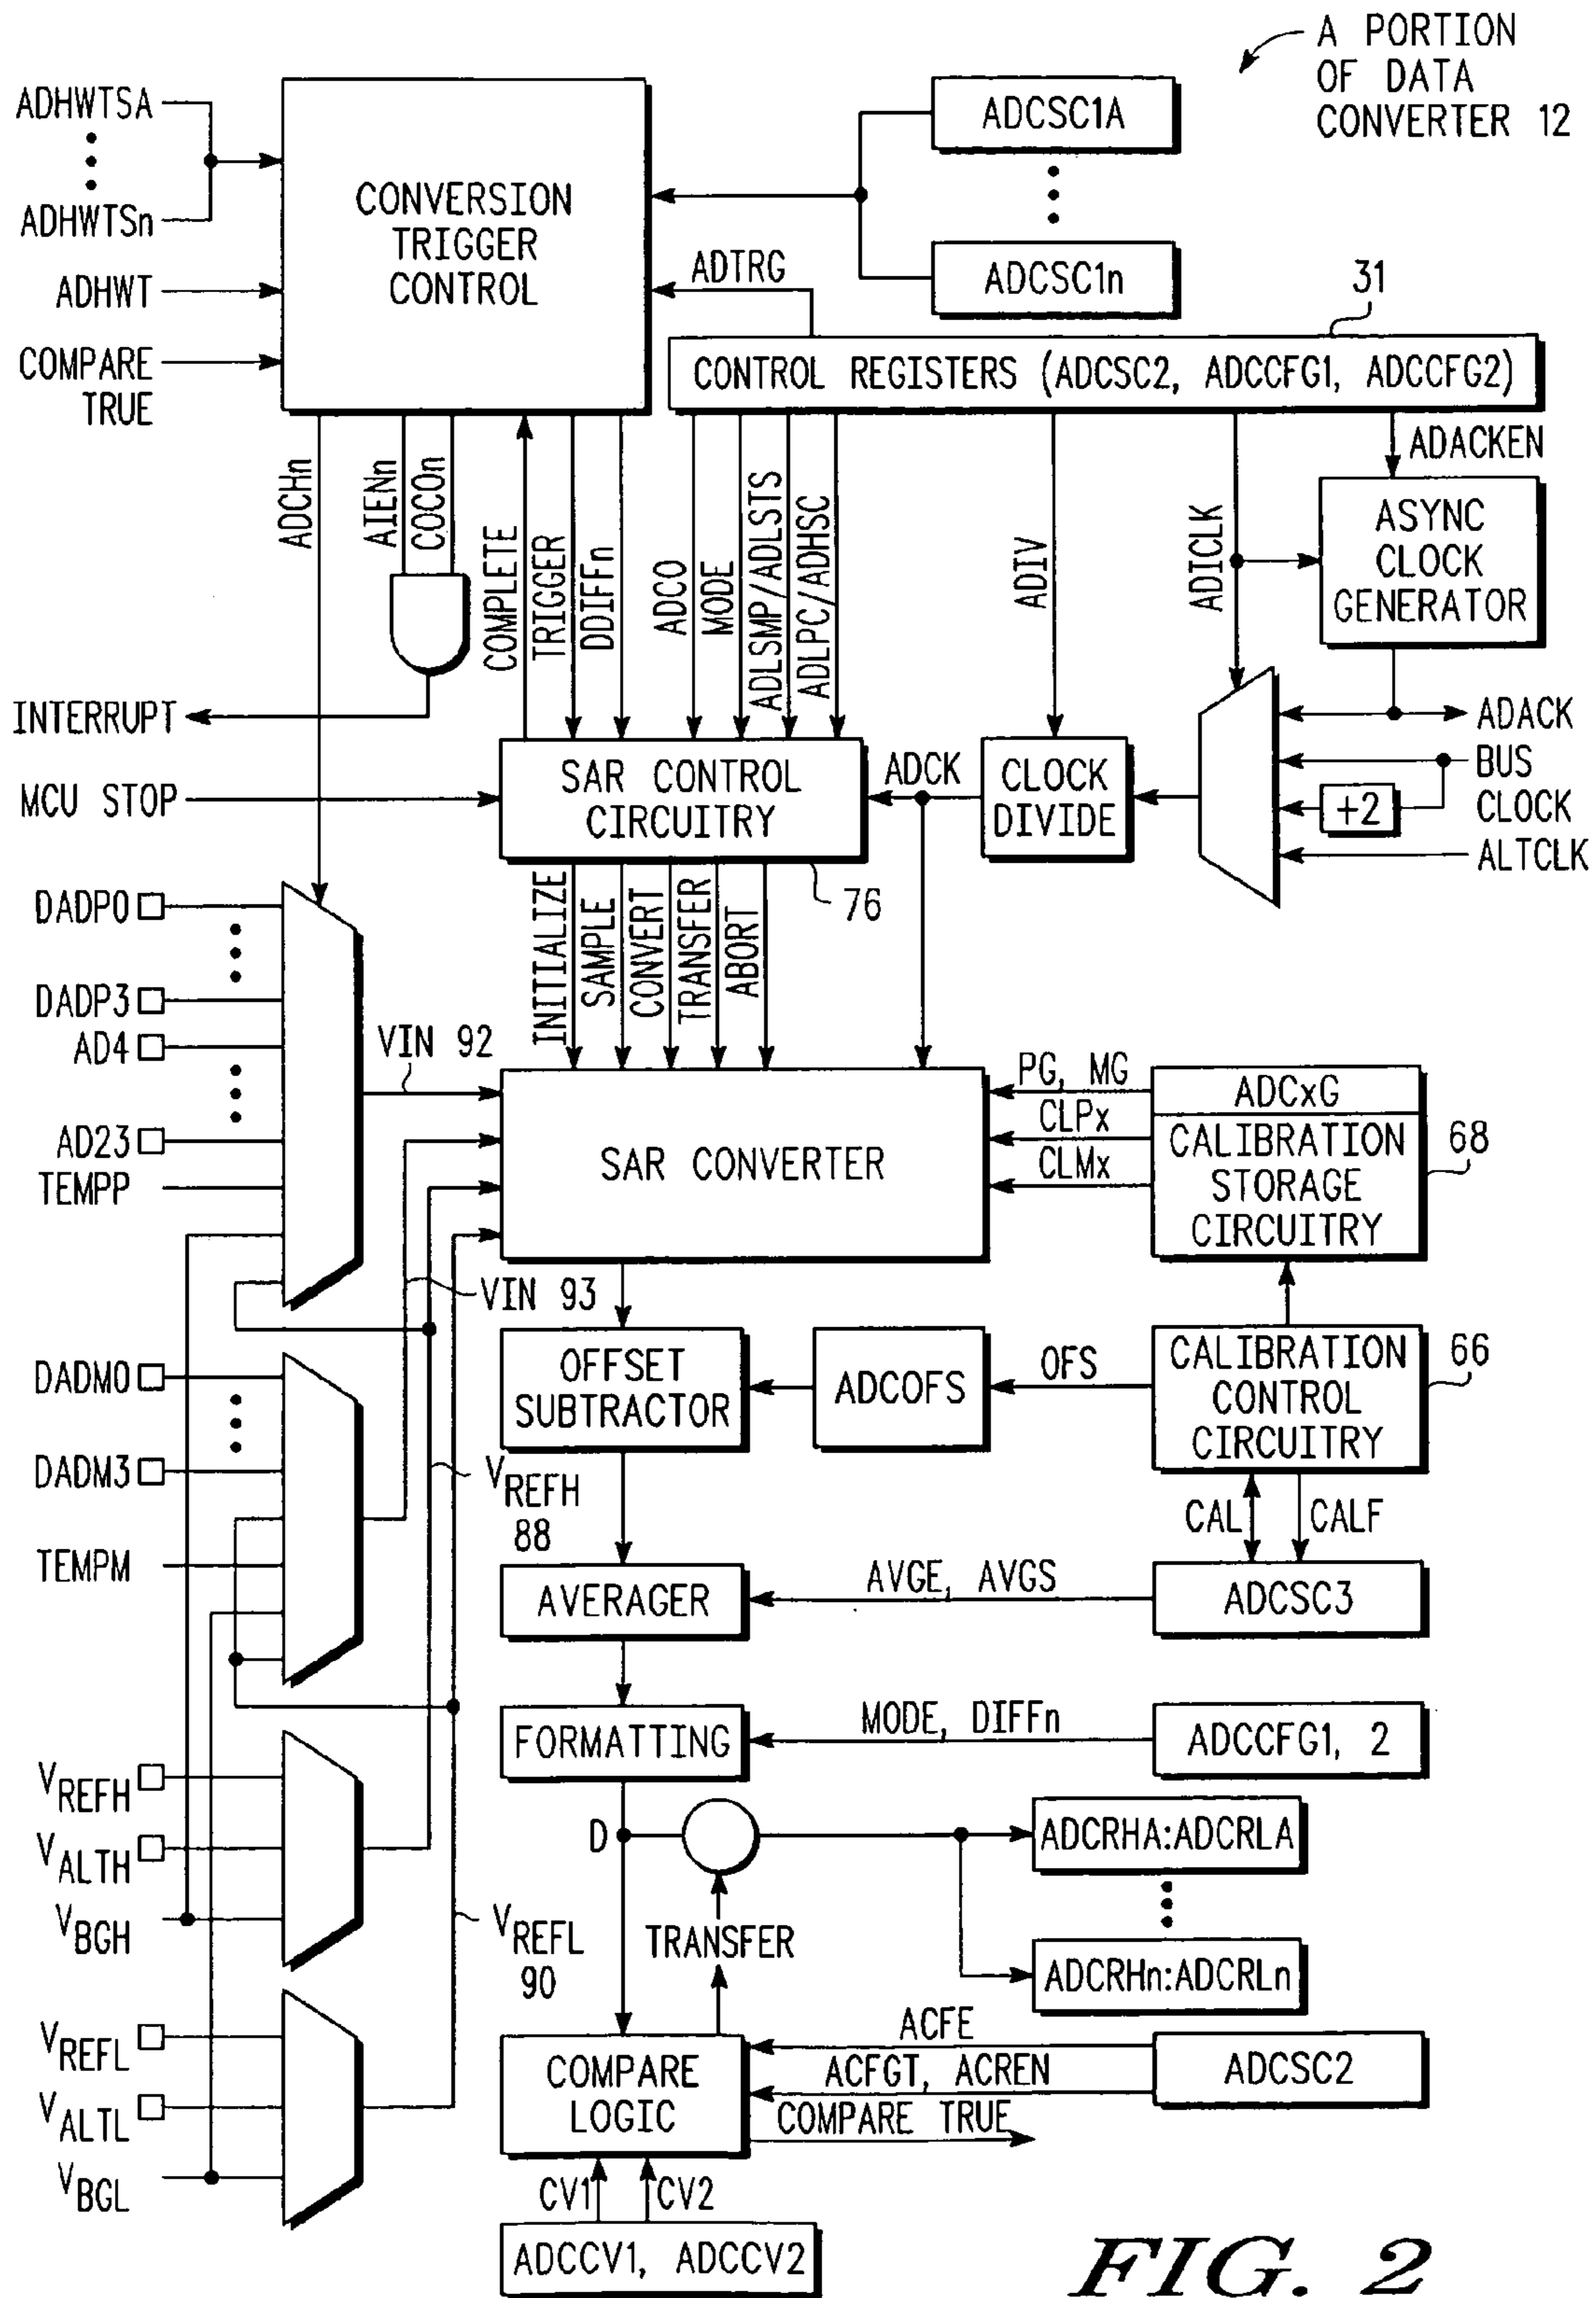 A PORTION
OF DATA
CONVERTER 12
ADHWTSA
ADHWTSn
ADHWT
COMPARE
TRUE
CONVERSION
TRIGGER
CONTROL
ADCSC1A
ADCSC1n
ADTRG
31
CONTROL REGISTERS (ADCSC2, ADCCFG1, ADCCFG2)
ADCHn
AIENn
COCOn
COMPLETE
TRIGGER
DDIFFn
ADCO
MODE
ADLSMP/ADLSTS
ADLPC/ADHSC
ADIV
ADICLK
ADACKEN
ASYNC
CLOCK
GENERATOR
INTERRUPT
MCU STOP
SAR CONTROL
CIRCUITRY
76
ADCK
CLOCK
DIVIDE
ADACK
BUS
CLOCK
+2
ALTCLK
INITIALIZE
SAMPLE
CONVERT
TRANSFER
ABORT
DADP0
DADP3
AD4
AD23
TEMPP
VIN 92
SAR CONVERTER
PG, MG
CLPx
CLMx
ADCxG
CALIBRATION
STORAGE
CIRCUITRY
68
VIN 93
DADM0
DADM3
TEMPM
OFFSET
SUBTRACTOR
ADCOFS
OFS
CALIBRATION
CONTROL
CIRCUITRY
66
VREFH
88
CAL
CALF
AVERAGER
AVGE, AVGS
ADCSC3
FORMATTING
MODE, DIFFn
ADCCFG1, 2
VREFH
VALTH
VBGH
D
ADCRHA:ADCRLA
TRANSFER
ADCRHn:ADCRLn
VREFL
90
VREFL
VALTL
VBGL
COMPARE
LOGIC
ACFE
ACFGT, ACREN
COMPARE TRUE
ADCSC2
CV1
CV2
ADCCV1, ADCCV2
FIG. 2